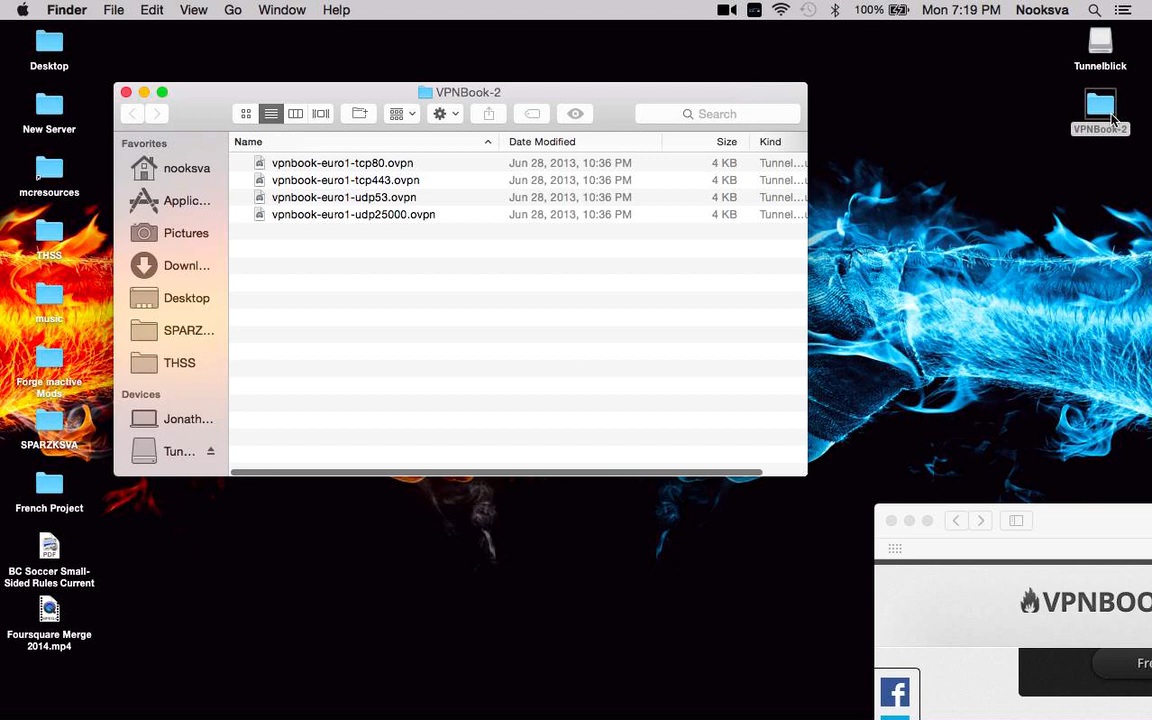 Finder File Edit View Go Window Help
100% Mon 7:19 PM Nooksva
Desktop
New Server
mcresources
THSS
music
Forge inactive
Mods
SPARZKSVA
French Project
PDF
BC Soccer Small-
Sided Rules Current
Foursquare Merge
2014.mp4
Tunnelblick
VPNBook-2
VPNBook-2
Search
Favorites
nooksva
Applic...
Pictures
Downl...
Desktop
SPARZ...
THSS
Devices
Jonath...
Tun...
Name Date Modified Size Kind
vpnbook-euro1-tcp80.ovpn Jun 28, 2013, 10:36 PM 4 KB Tunnel...
vpnbook-euro1-tcp443.ovpn Jun 28, 2013, 10:36 PM 4 KB Tunnel...
vpnbook-euro1-udp53.ovpn Jun 28, 2013, 10:36 PM 4 KB Tunnel...
vpnbook-euro1-udp25000.ovpn Jun 28, 2013, 10:36 PM 4 KB Tunnel...
VPNBOO
Fre
f